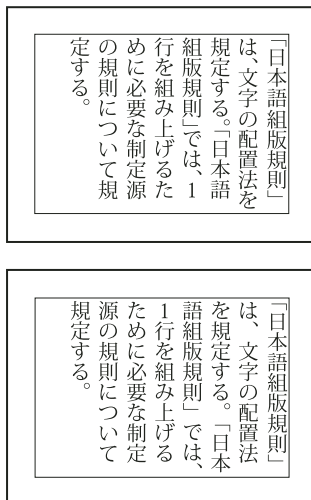 「日本語組版規則」
は、文字の配置法を
規定する。「日本語
組版規則」では、1
行を組み上げるた
めに必要な制定源
の規則について規
定する。
「日本語組版規則」
は、文字の配置法
を規定する。「日本
語組版規則」では、
1行を組み上げる
ために必要な制定
源の規則について
規定する。